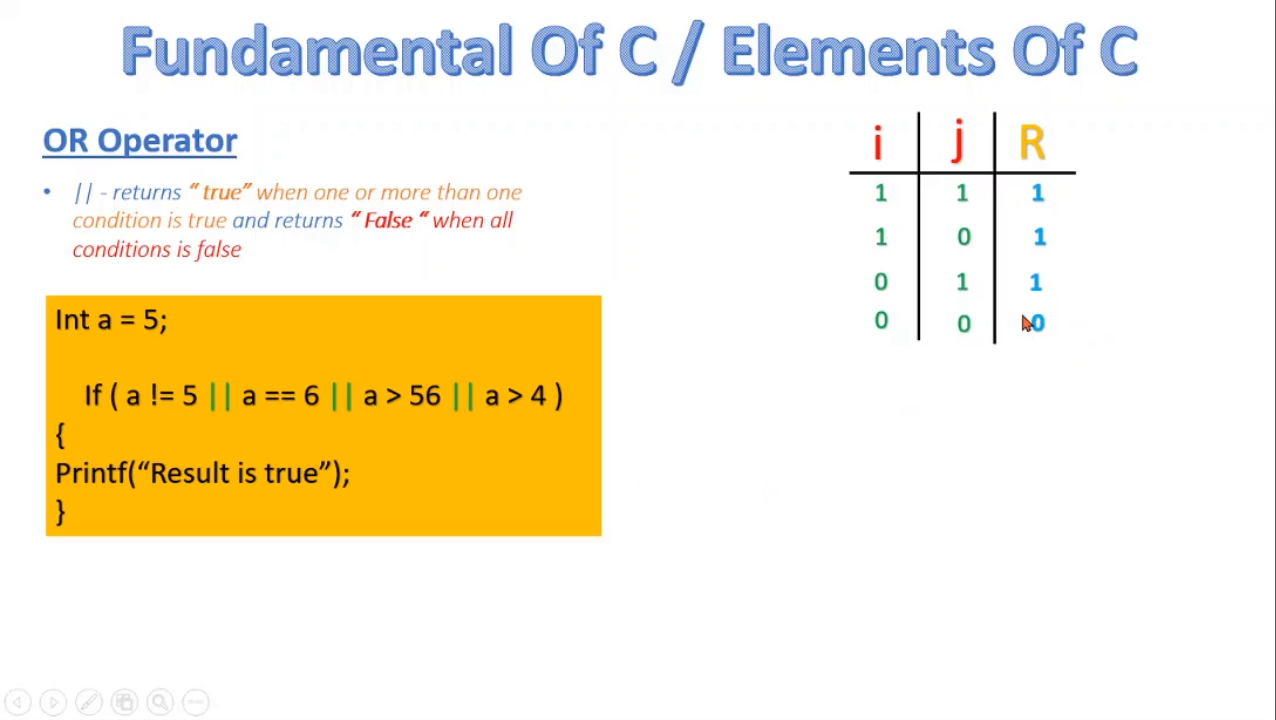 Fundamental Of C / Elements Of C
OR Operator
• || - returns “ true” when one or more than one
condition is true and returns “ False “ when all
conditions is false
Int a = 5;
If ( a != 5 || a == 6 || a > 56 || a > 4 )
{
Printf(“Result is true”);
}
i j R
1 1 1
1 0 1
0 1 1
0 0 0